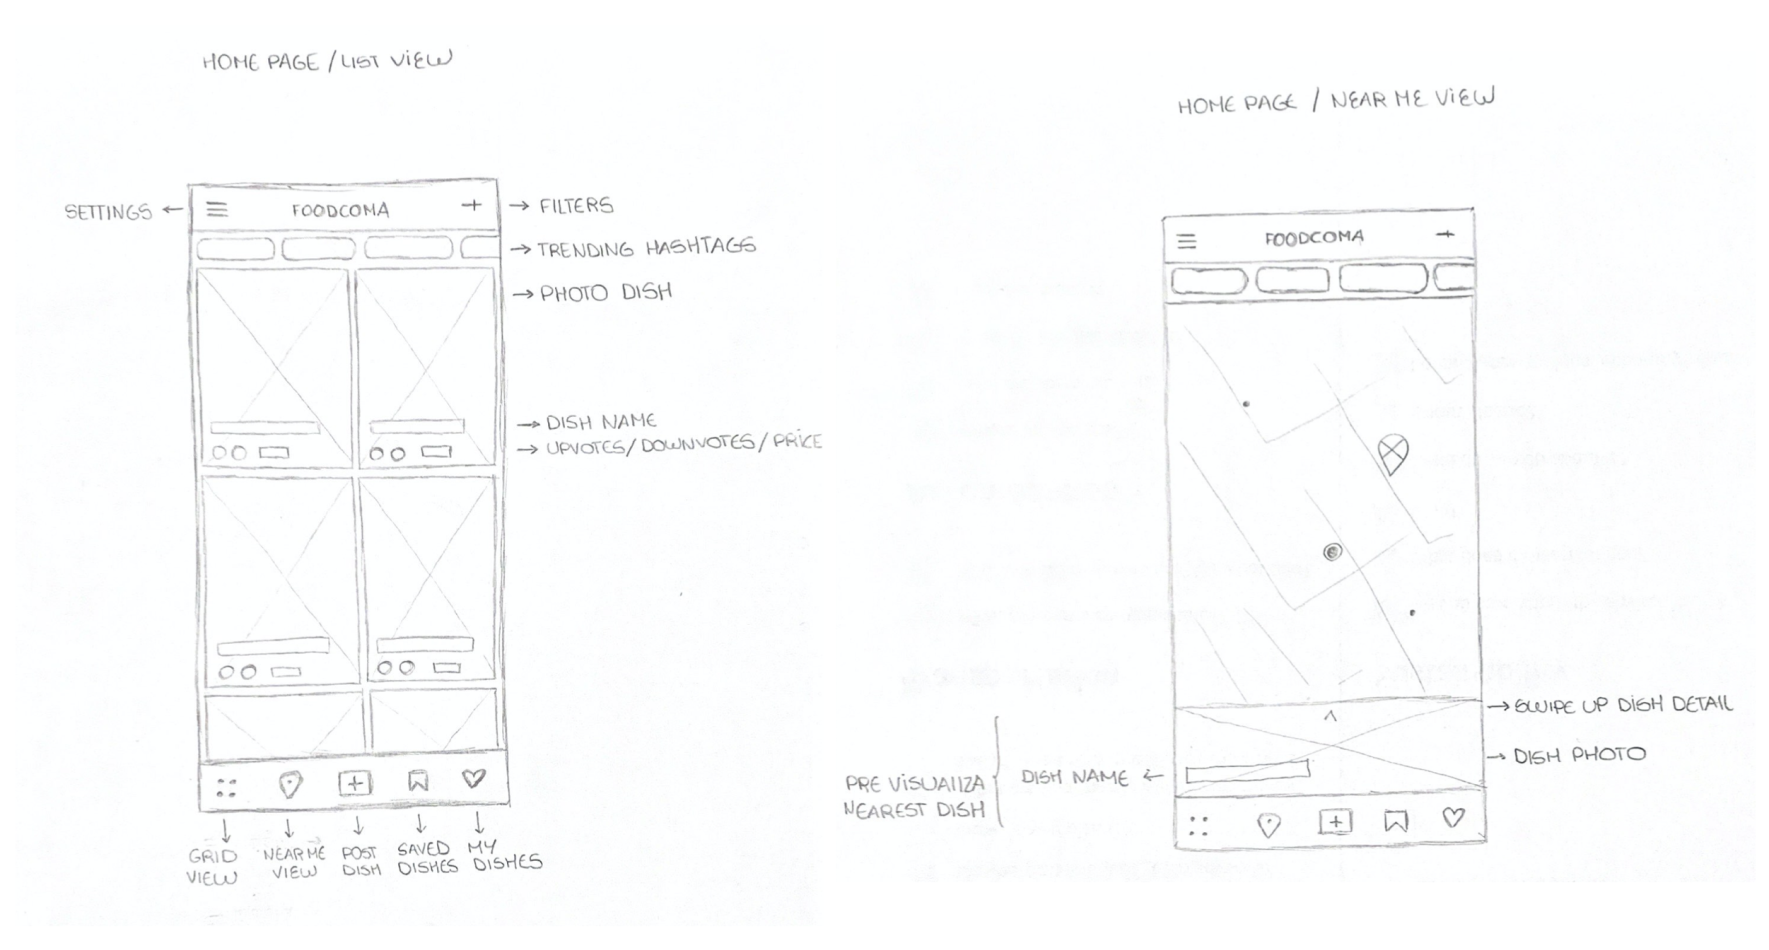 HOME PAGE / LIST VIEW
SETTINGS
FOODCOMA
FILTERS
TRENDING HASHTAGS
PHOTO DISH
DISH NAME
UPVOTES/DOWNVOTES/PRICE
GRID
VIEW
NEAR ME
VIEW
POST
DISH
SAVED
DISHES
MY
DISHES
HOME PAGE / NEAR ME VIEW
FOODCOMA
SWIPE UP DISH DETAIL
DISH PHOTO
DISH NAME
PRE VISUALIZA
NEAREST DISH